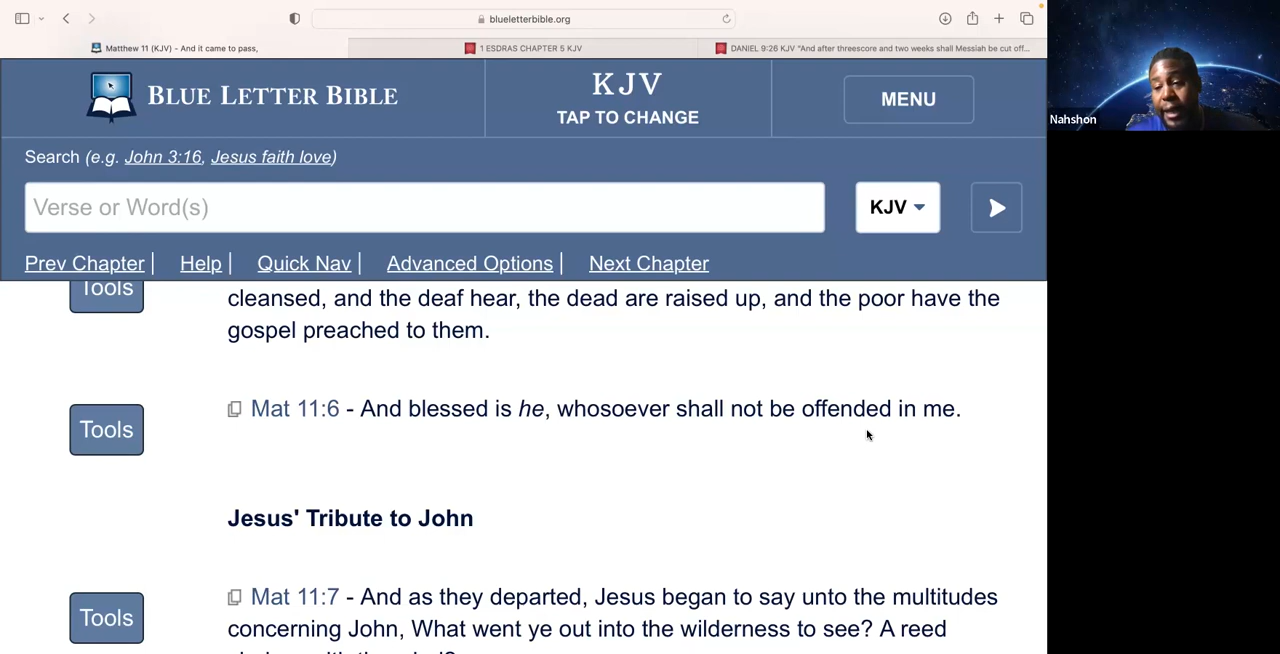 blueletterbible.org
Matthew 11 (KJV) - And it came to pass,
1 ESDRAS CHAPTER 5 KJV
DANIEL 9:26 KJV "And after threescore and two weeks shall Messiah be cut off...
BLUE LETTER BIBLE
KJV
TAP TO CHANGE
MENU
Nahshon
Search (e.g. John 3:16, Jesus faith love)
Verse or Word(s)
KJV
Prev Chapter | Help | Quick Nav | Advanced Options | Next Chapter
Tools
cleansed, and the deaf hear, the dead are raised up, and the poor have the
gospel preached to them.
Mat 11:6 - And blessed is he, whosoever shall not be offended in me.
Tools
Jesus' Tribute to John
Mat 11:7 - And as they departed, Jesus began to say unto the multitudes
Tools
concerning John, What went ye out into the wilderness to see? A reed